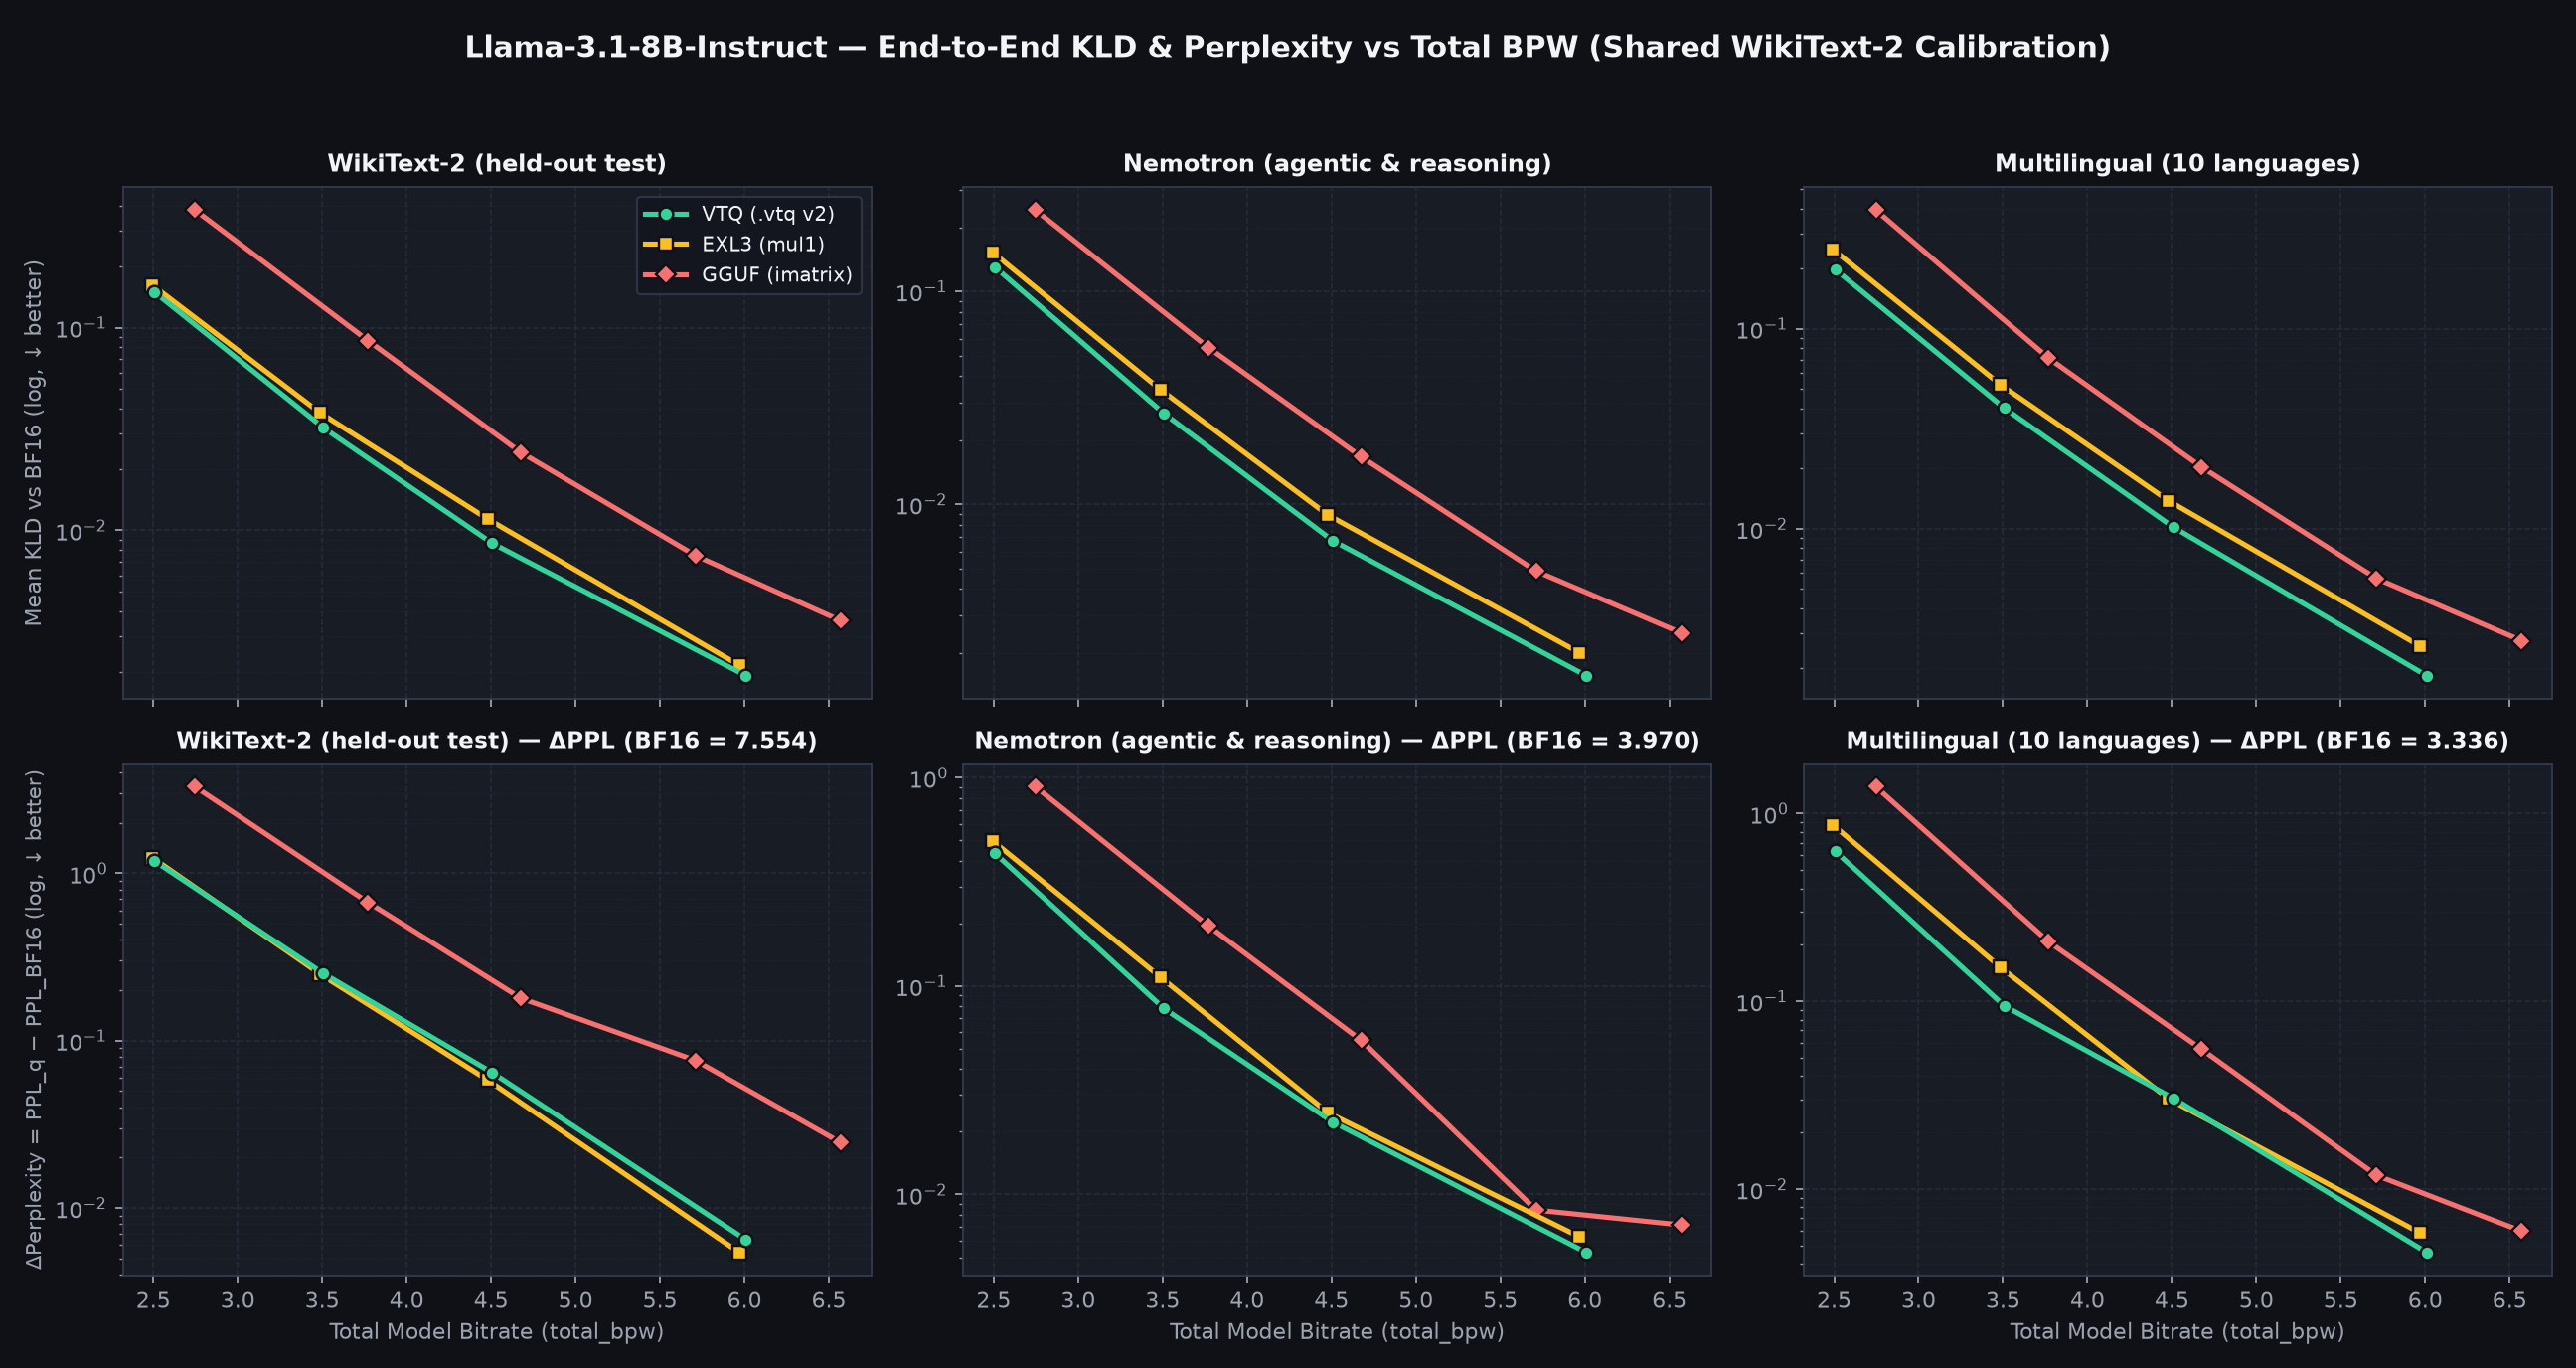 Llama-3.1-8B-Instruct — End-to-End KLD & Perplexity vs Total BPW (Shared WikiText-2 Calibration)
WikiText-2 (held-out test)
Mean KLD vs BF16 (log, ↓ better)
10⁻¹
10⁻²
VTQ (.vtq v2)
EXL3 (mul1)
GGUF (imatrix)
Nemotron (agentic & reasoning)
10⁻¹
10⁻²
Multilingual (10 languages)
10⁻¹
10⁻²
WikiText-2 (held-out test) — ΔPPL (BF16 = 7.554)
ΔPerplexity = PPL_q − PPL_BF16 (log, ↓ better)
10⁰
10⁻¹
10⁻²
2.5 3.0 3.5 4.0 4.5 5.0 5.5 6.0 6.5
Total Model Bitrate (total_bpw)
Nemotron (agentic & reasoning) — ΔPPL (BF16 = 3.970)
10⁰
10⁻¹
10⁻²
2.5 3.0 3.5 4.0 4.5 5.0 5.5 6.0 6.5
Total Model Bitrate (total_bpw)
Multilingual (10 languages) — ΔPPL (BF16 = 3.336)
10⁰
10⁻¹
10⁻²
2.5 3.0 3.5 4.0 4.5 5.0 5.5 6.0 6.5
Total Model Bitrate (total_bpw)